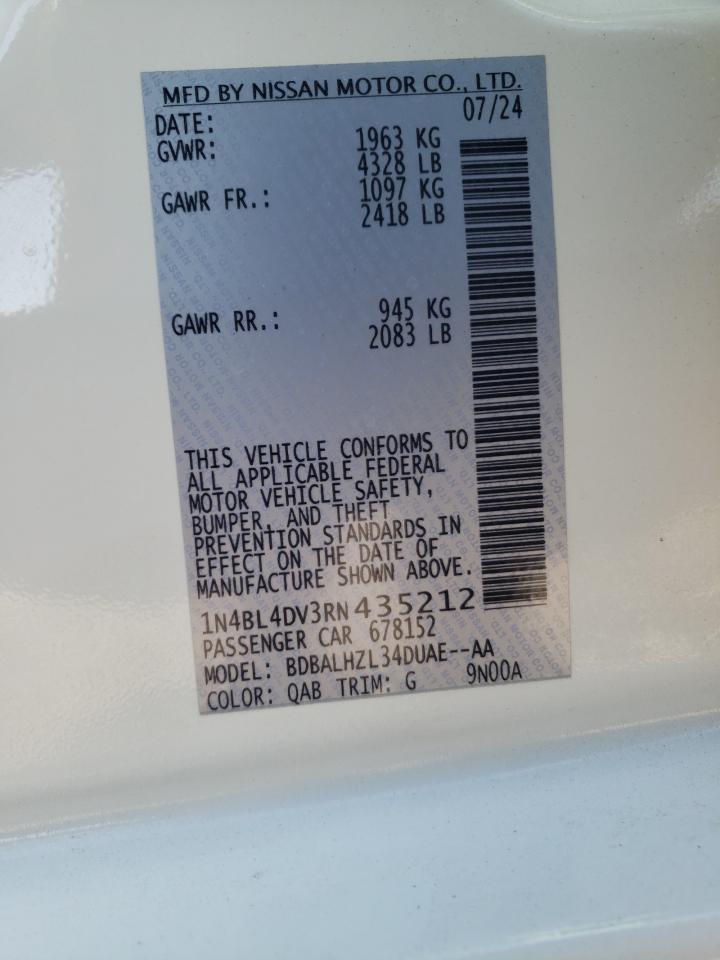 MFD BY NISSAN MOTOR CO., LTD.
DATE: 07/24
GVWR: 1963 KG
4328 LB
GAWR FR.: 1097 KG
2418 LB
GAWR RR.: 945 KG
2083 LB
THIS VEHICLE CONFORMS TO
ALL APPLICABLE FEDERAL
MOTOR VEHICLE SAFETY,
BUMPER, AND THEFT
PREVENTION STANDARDS IN
EFFECT ON THE DATE OF
MANUFACTURE SHOWN ABOVE.
1N4BL4DV3RN435212
PASSENGER CAR 678152
MODEL: BDBALHZL34DUAE--AA
COLOR: QAB TRIM: G 9N00A